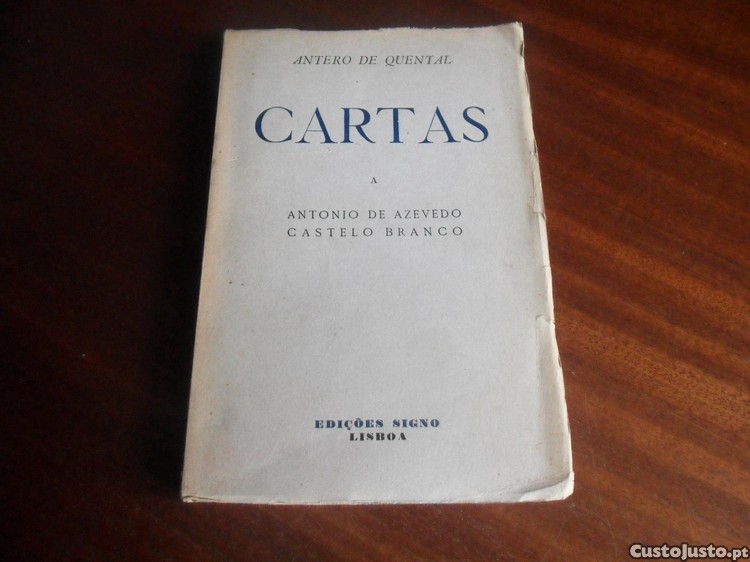 ANTERO DE QUENTAL
CARTAS
A
ANTONIO DE AZEVEDO
CASTELO BRANCO
EDIÇÕES SIGNO
LISBOA
CustoJusto.pt